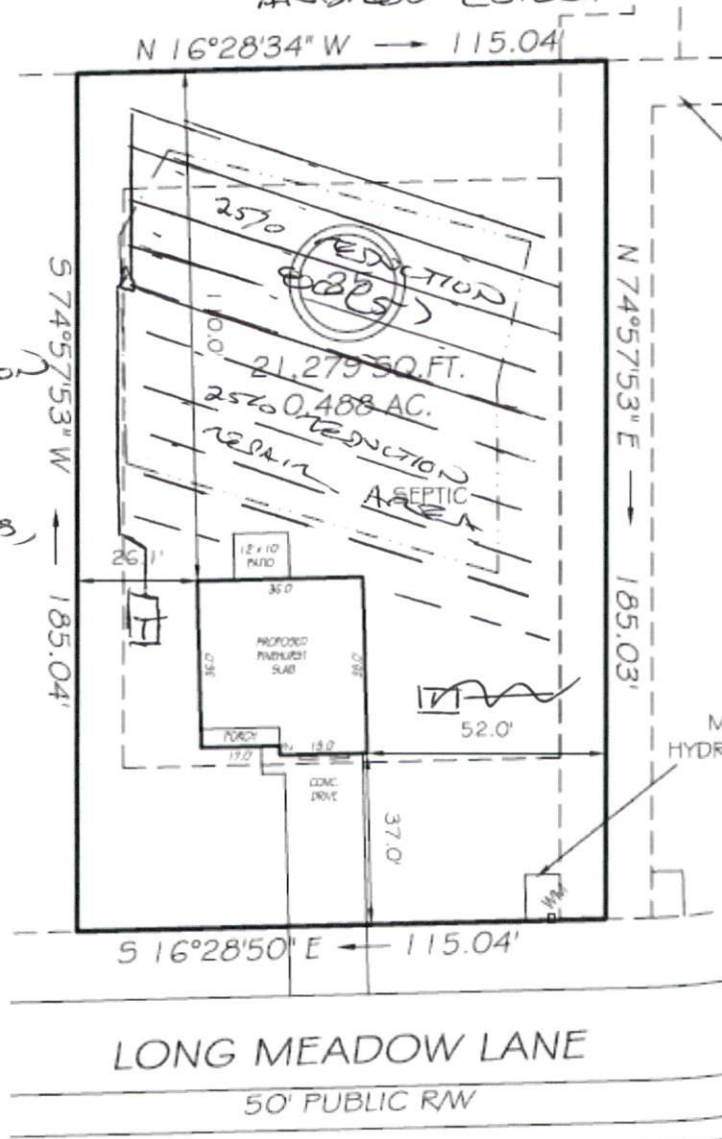 N 16°28'34" W → 115.04'
25%
REDUCTION
110.0'
21,279 SQ.FT.
0.488 AC.
25% REDUCTION
REPAIR AREA
SEPTIC
S 74°57'53" W
185.04'
N 74°57'53" E
185.03'
26.1'
12 x 10
PATIO
36.0
PROPOSED
PINEHURST
SLAB
PORCH
17.0'
19.0'
CONC.
DRIVE
52.0'
37.0'
HYDR
WM
S 16°28'50" E ← 115.04'
LONG MEADOW LANE
50' PUBLIC R/W